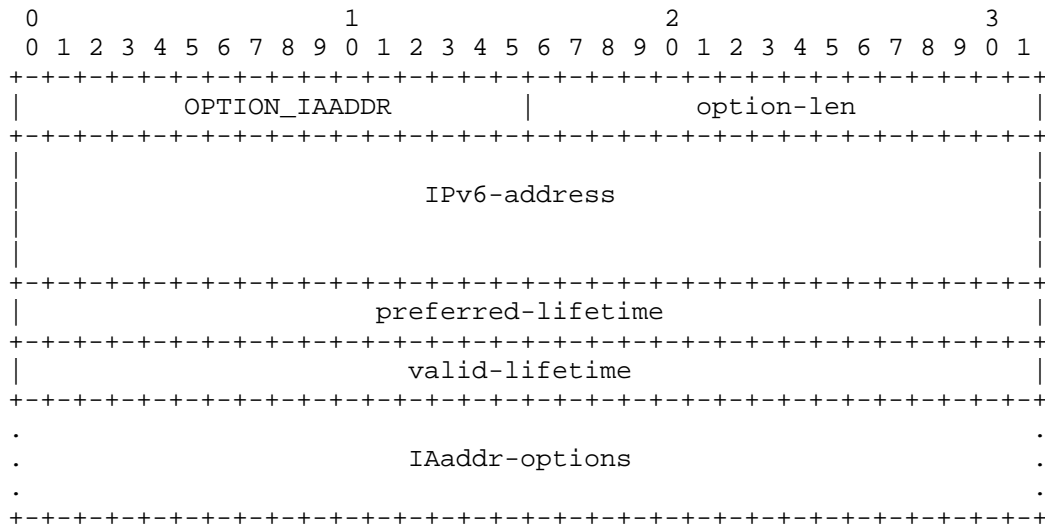 0                   1                   2                   3
 0 1 2 3 4 5 6 7 8 9 0 1 2 3 4 5 6 7 8 9 0 1 2 3 4 5 6 7 8 9 0 1
+-+-+-+-+-+-+-+-+-+-+-+-+-+-+-+-+-+-+-+-+-+-+-+-+-+-+-+-+-+-+-+-+
|          OPTION_IAADDR        |          option-len           |
+-+-+-+-+-+-+-+-+-+-+-+-+-+-+-+-+-+-+-+-+-+-+-+-+-+-+-+-+-+-+-+-+
|                                                               |
|                         IPv6-address                          |
|                                                               |
|                                                               |
+-+-+-+-+-+-+-+-+-+-+-+-+-+-+-+-+-+-+-+-+-+-+-+-+-+-+-+-+-+-+-+-+
|                      preferred-lifetime                       |
+-+-+-+-+-+-+-+-+-+-+-+-+-+-+-+-+-+-+-+-+-+-+-+-+-+-+-+-+-+-+-+-+
|                        valid-lifetime                         |
+-+-+-+-+-+-+-+-+-+-+-+-+-+-+-+-+-+-+-+-+-+-+-+-+-+-+-+-+-+-+-+-+
.                                                               .
.                        IAaddr-options                         .
.                                                               .
+-+-+-+-+-+-+-+-+-+-+-+-+-+-+-+-+-+-+-+-+-+-+-+-+-+-+-+-+-+-+-+-+